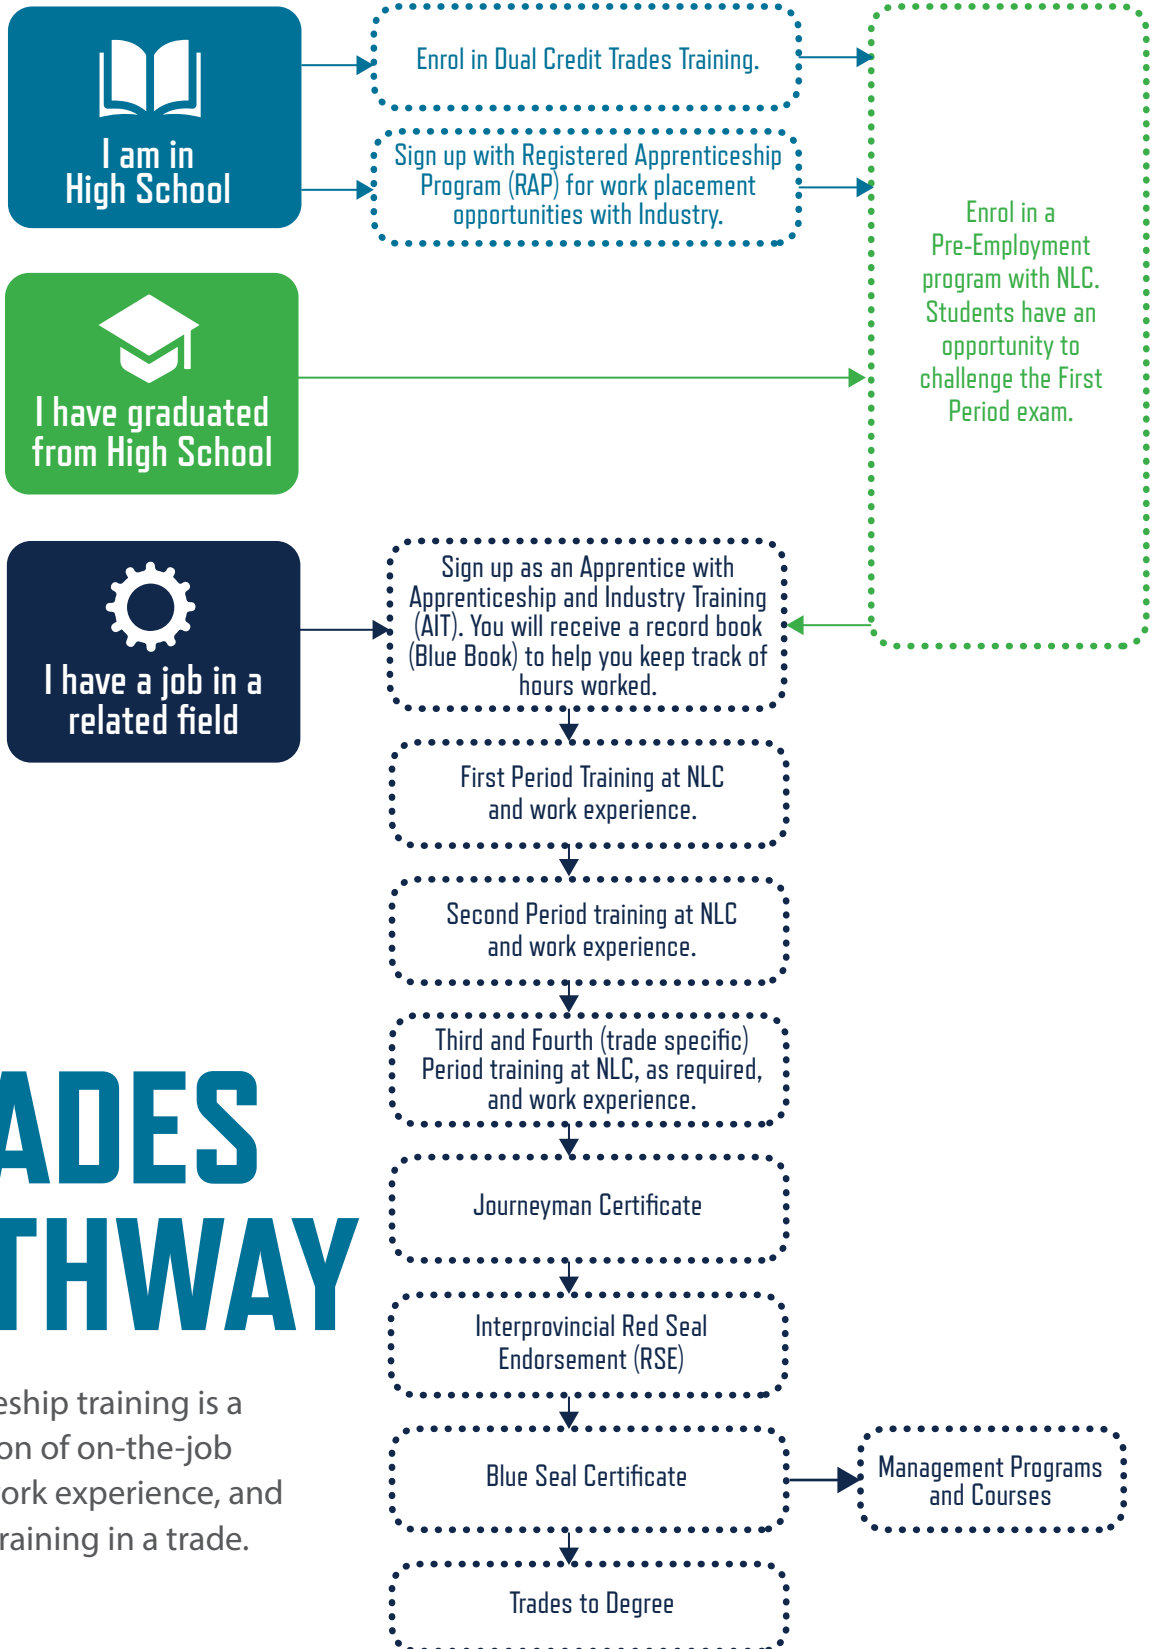 I am in
High School
Enrol in Dual Credit Trades Training.
Sign up with Registered Apprenticeship
Program (RAP) for work placement
opportunities with Industry.
Enrol in a
Pre-Employment
program with NLC.
Students have an
opportunity to
challenge the First
Period exam.
I have graduated
from High School
I have a job in a
related field
Sign up as an Apprentice with
Apprenticeship and Industry Training
(AIT). You will receive a record book
(Blue Book) to help you keep track of
hours worked.
First Period Training at NLC
and work experience.
Second Period training at NLC
and work experience.
Third and Fourth (trade specific)
Period training at NLC, as required,
and work experience.
Journeyman Certificate
Interprovincial Red Seal
Endorsement (RSE)
Blue Seal Certificate
Management Programs
and Courses
Trades to Degree
ADES
THWAY
eship training is a
on of on-the-job
ork experience, and
raining in a trade.